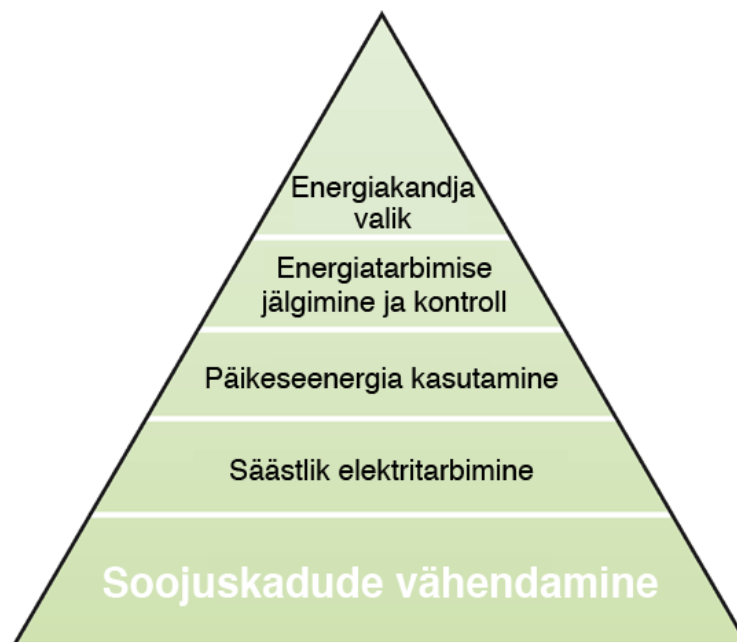 Energiakandja
valik
Energiatarbimise
jälgimine ja kontroll
Päikeseenergia kasutamine
Säästlik elektritarbimine
Soojuskadude vähendamine